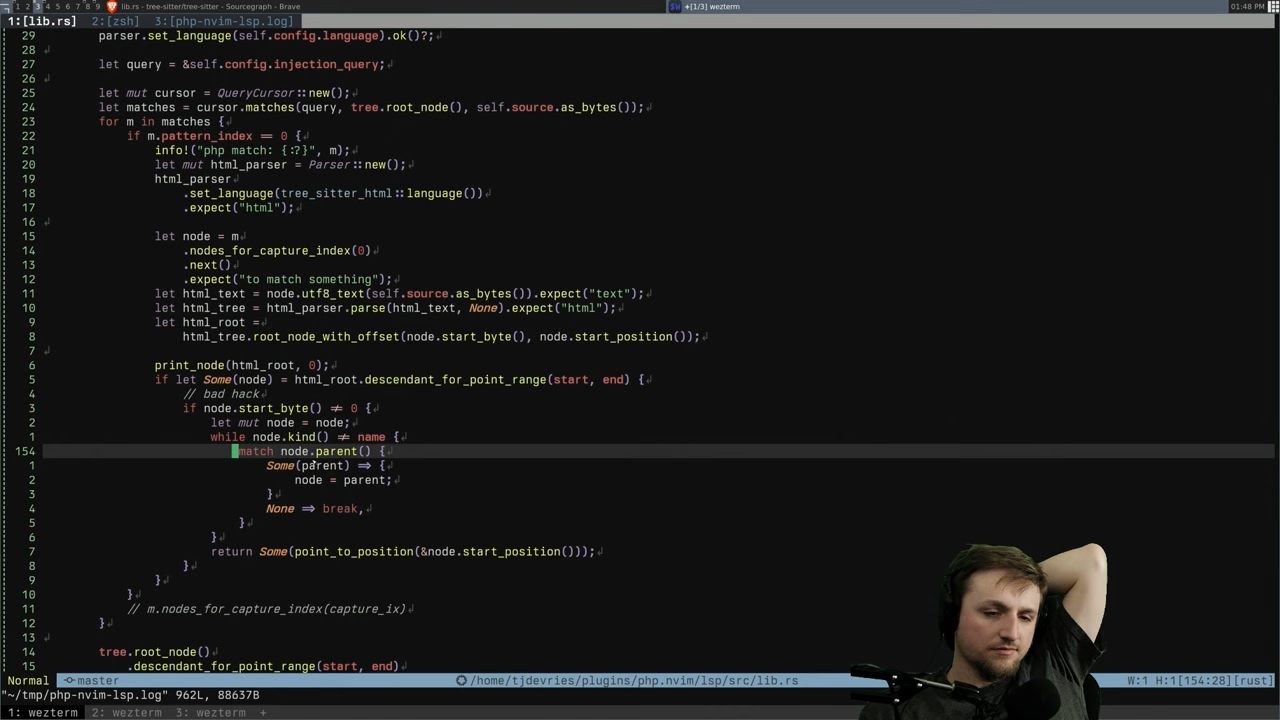 1 2 3 4 5 6 7 8 9 lib.rs - tree-sitter/tree-sitter - Sourcegraph - Brave +[1/3] wezterm 01:48 PM
1:[lib.rs] 2:[zsh] 3:[php-nvim-lsp.log]
29 parser.set_language(self.config.language).ok()?;
28
27 let query = &self.config.injection_query;
26
25 let mut cursor = QueryCursor::new();
24 let matches = cursor.matches(query, tree.root_node(), self.source.as_bytes());
23 for m in matches {
22 if m.pattern_index == 0 {
21 info!("php match: {:?}", m);
20 let mut html_parser = Parser::new();
19 html_parser
18 .set_language(tree_sitter_html::language())
17 .expect("html");
16
15 let node = m
14 .nodes_for_capture_index(0)
13 .next()
12 .expect("to match something");
11 let html_text = node.utf8_text(self.source.as_bytes()).expect("text");
10 let html_tree = html_parser.parse(html_text, None).expect("html");
9 let html_root =
8 html_tree.root_node_with_offset(node.start_byte(), node.start_position());
7
6 print_node(html_root, 0);
5 if let Some(node) = html_root.descendant_for_point_range(start, end) {
4 // bad hack
3 if node.start_byte() != 0 {
2 let mut node = node;
1 while node.kind() != name {
154 match node.parent() {
1 Some(parent) => {
2 node = parent;
3 }
4 None => break,
5 }
6 }
7 return Some(point_to_position(&node.start_position()));
8 }
9 }
10 }
11 // m.nodes_for_capture_index(capture_ix)
12 }
13
14 tree.root_node()
15 .descendant_for_point_range(start, end)
Normal master /home/tjdevries/plugins/php.nvim/lsp/src/lib.rs W:1 H:1[154:28][rust]
"~/tmp/php-nvim-lsp.log" 962L, 88637B
1: wezterm 2: wezterm 3: wezterm +